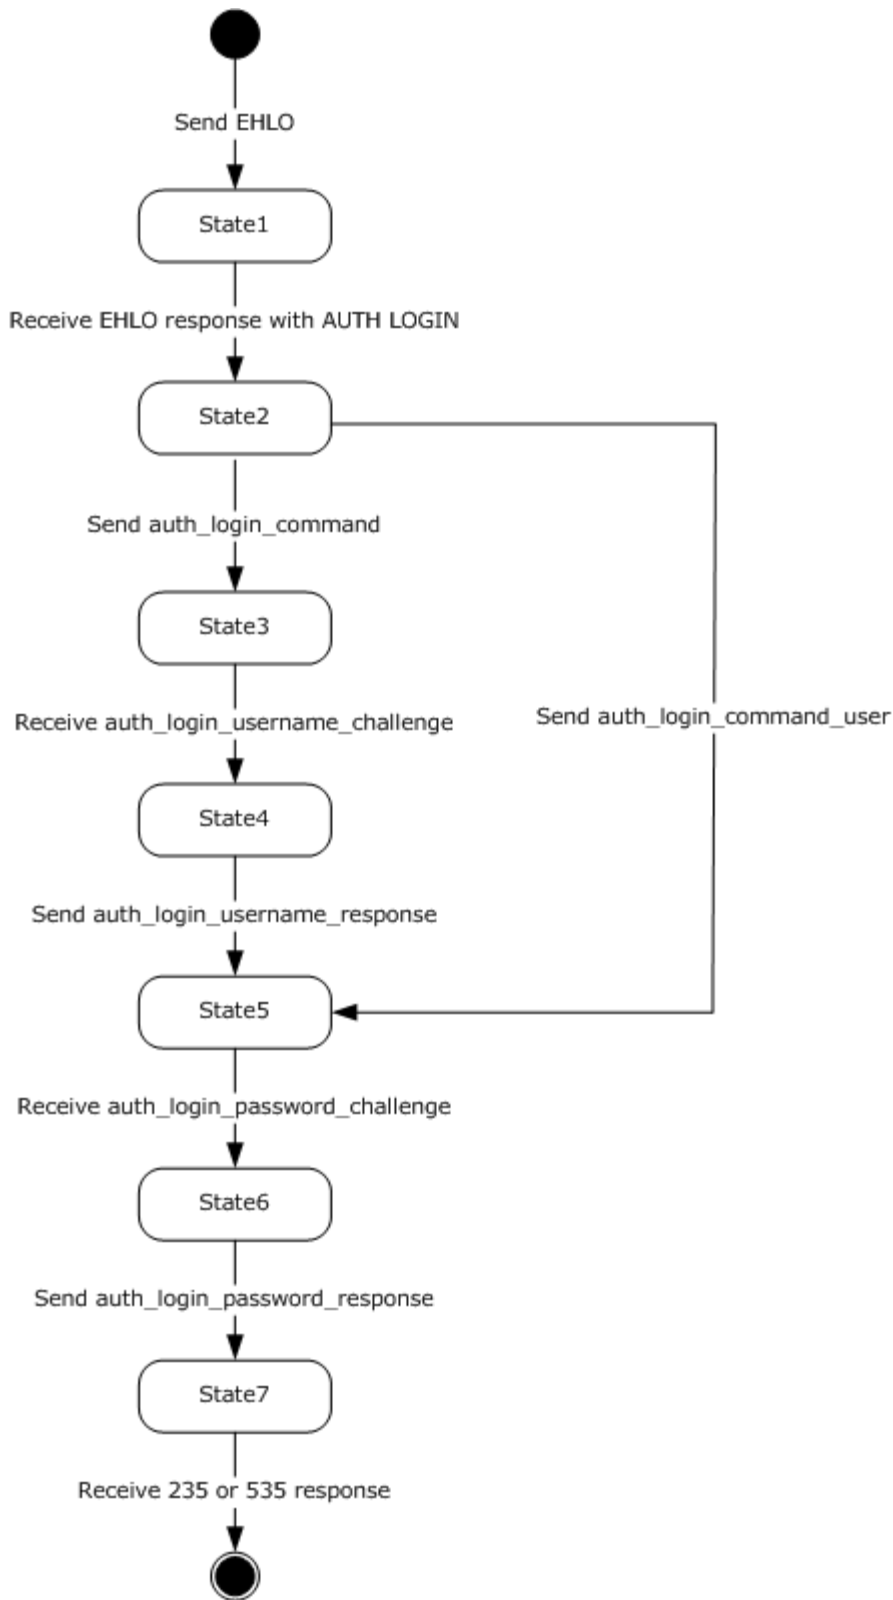 Send EHLO
State1
Receive EHLO response with AUTH LOGIN
State2
Send auth_login_command
State3
Receive auth_login_username_challenge
Send auth_login_command_user
State4
Send auth_login_username_response
State5
Receive auth_login_password_challenge
State6
Send auth_login_password_response
State7
Receive 235 or 535 response